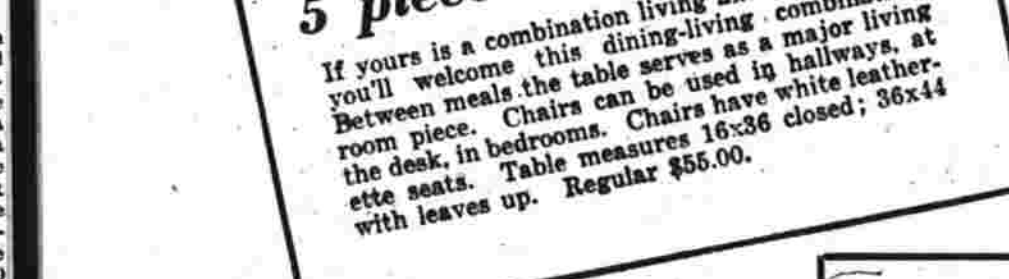 5
If yours is a combination living
you'll welcome this dining-living
Between meals the table serves as a major living
room piece. Chairs can be used in hallways, at
the desk, in bedrooms. Chairs have white leather-
ette seats. Table measures 16x36 closed; 36x44
with leaves up. Regular $55.00.